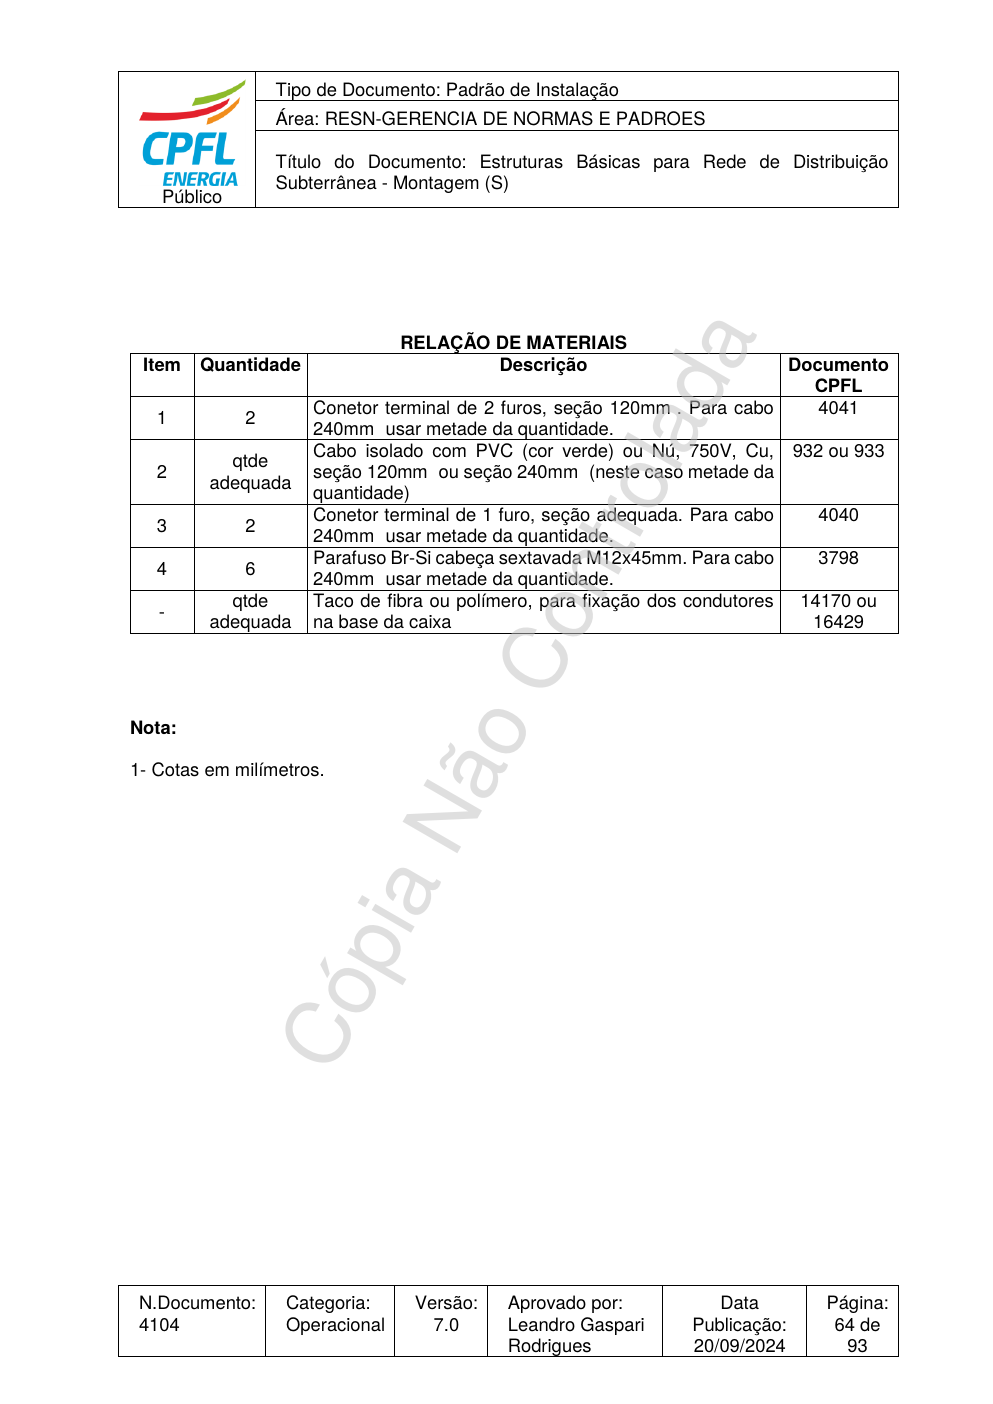 CPFL
ENERGIA
Público
Tipo de Documento: Padrão de Instalação
Área: RESN-GERENCIA DE NORMAS E PADROES
Título do Documento: Estruturas Básicas para Rede de Distribuição
Subterrânea - Montagem (S)
RELAÇÃO DE MATERIAIS
Item Quantidade Descrição Documento
CPFL
1 2 Conetor terminal de 2 furos, seção 120mm . Para cabo 4041
240mm usar metade da quantidade.
2 qtde adequada Cabo isolado com PVC (cor verde) ou Nú, 750V, Cu, 932 ou 933
seção 120mm ou seção 240mm (neste caso metade da
quantidade)
3 2 Conetor terminal de 1 furo, seção adequada. Para cabo 4040
240mm usar metade da quantidade.
4 6 Parafuso Br-Si cabeça sextavada M12x45mm. Para cabo 3798
240mm usar metade da quantidade.
- qtde Taco de fibra ou polímero, para fixação dos condutores 14170 ou
adequada na base da caixa 16429
Nota:
1- Cotas em milímetros.
Cópia Não Controlada
N.Documento: Categoria: Versão: Aprovado por: Data Página:
4104 Operacional 7.0 Leandro Gaspari Publicação: 64 de
Rodrigues 20/09/2024 93